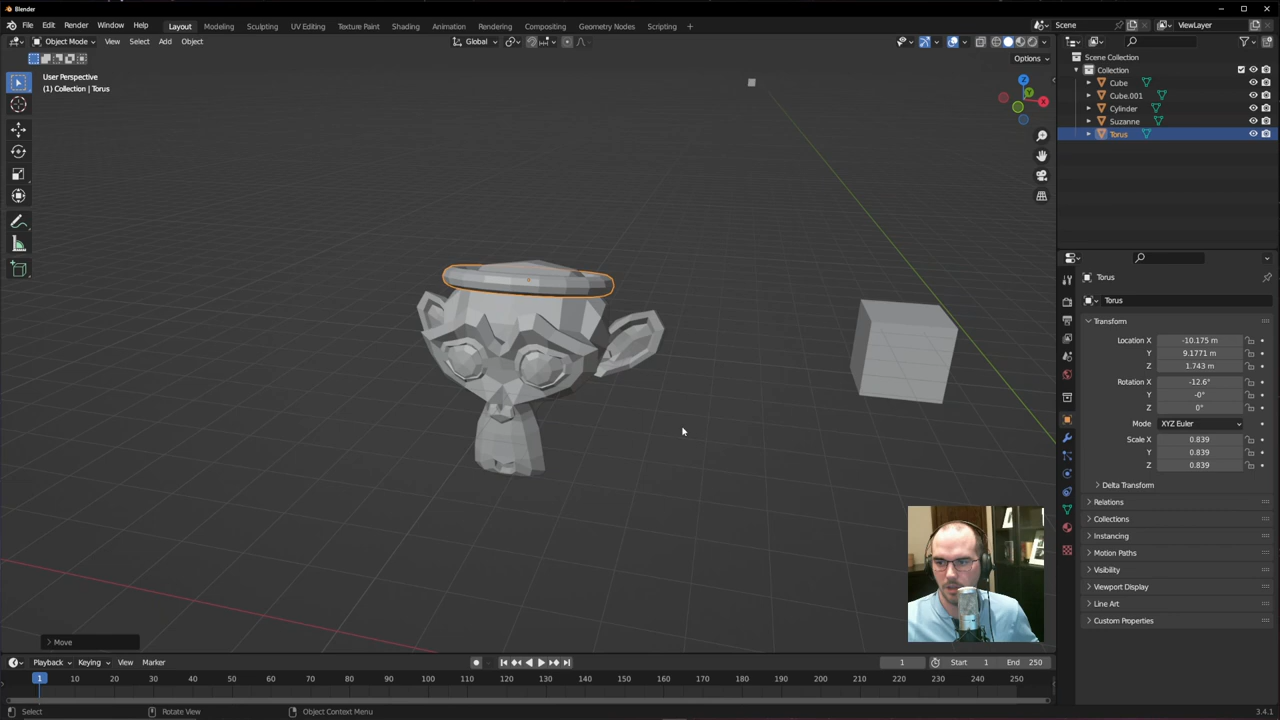 Blender
File Edit Render Window Help
Layout Modeling Sculpting UV Editing Texture Paint Shading Animation Rendering Compositing Geometry Nodes Scripting
Scene
ViewLayer
Object Mode View Select Add Object
Global
Options
User Perspective
(1) Collection | Torus
X
Y
Z
Scene Collection
Collection
Cube
Cube.001
Cylinder
Suzanne
Torus
Torus
Torus
Transform
Location X -10.175 m
Y 9.1771 m
Z 1.743 m
Rotation X -12.6°
Y -0°
Z 0°
Mode XYZ Euler
Scale X 0.839
Y 0.839
Z 0.839
Delta Transform
Relations
Collections
Instancing
Motion Paths
Visibility
Viewport Display
Line Art
Custom Properties
Move
Playback Keying View Marker
1 Start 1 End 250
1 10 20 30 40 50 60 70 80 90 100 110 120 130 140 150 160 170 180 190 200 210 220 230 240 250
Select Rotate View Object Context Menu 3.4.1